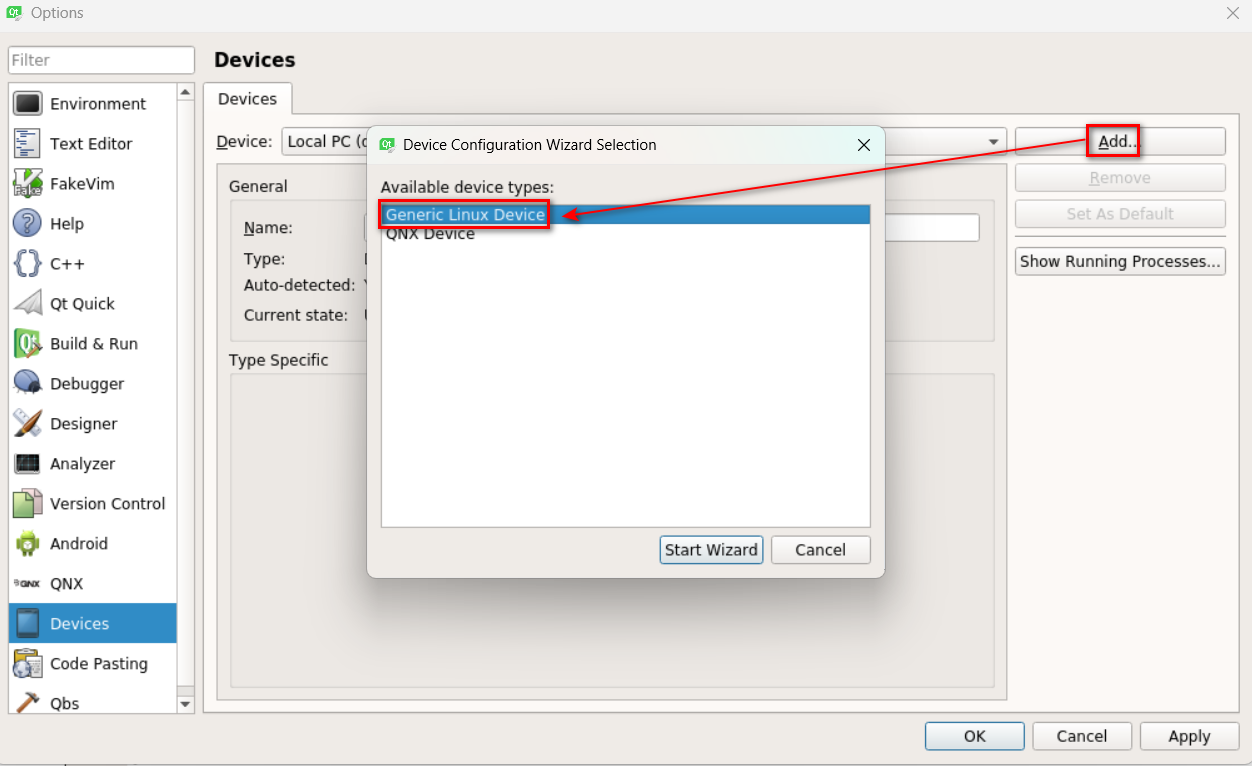 Options
Filter
Devices
Environment
Text Editor
FakeVim
Help
C++
Qt Quick
Build & Run
Debugger
Designer
Analyzer
Version Control
Android
QNX
Devices
Code Pasting
Qbs
Devices
Device: Local PC (d
Add...
Remove
Set As Default
Show Running Processes...
General
Name:
Type:
Auto-detected:
Current state:
Type Specific
Device Configuration Wizard Selection
Available device types:
Generic Linux Device
QNX Device
Start Wizard
Cancel
OK
Cancel
Apply